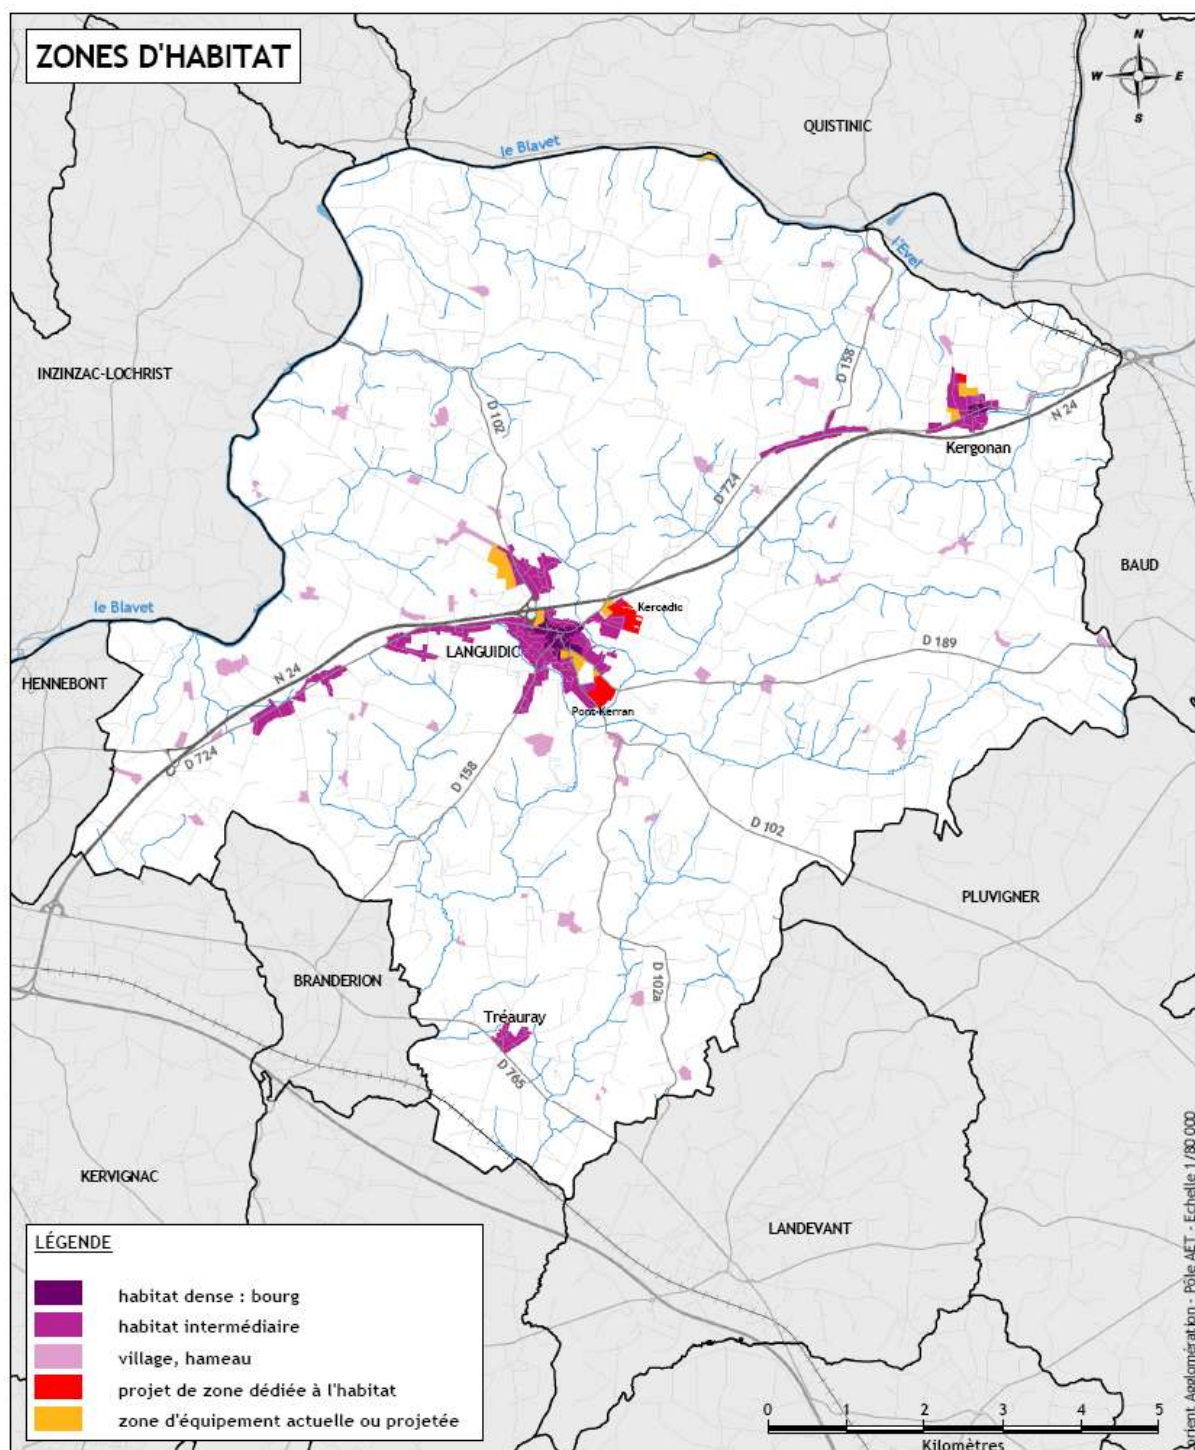 ZONES D'HABITAT
N
W E
S
QUISTINIC
le Blavet
l'Evel
INZINZAC-LOCHRIST
D 158
D 102
N 24
Kergonan
D 724
BAUD
le Blavet
Kercadic
D 189
LANGUIDIC
HENNEBONT
N 24
Pont-Kerran
D 724
D 158
D 102
PLUVIGNER
BRANDERION
D 102a
Tréauray
D 765
KERVIGNAC
LANDEVANT
LÉGENDE
habitat dense : bourg
habitat intermédiaire
village, hameau
projet de zone dédiée à l'habitat
zone d'équipement actuelle ou projetée
0 1 2 3 4 5
Kilomètres
orient Agglomération - Pôle AET - Echelle 1/80 000